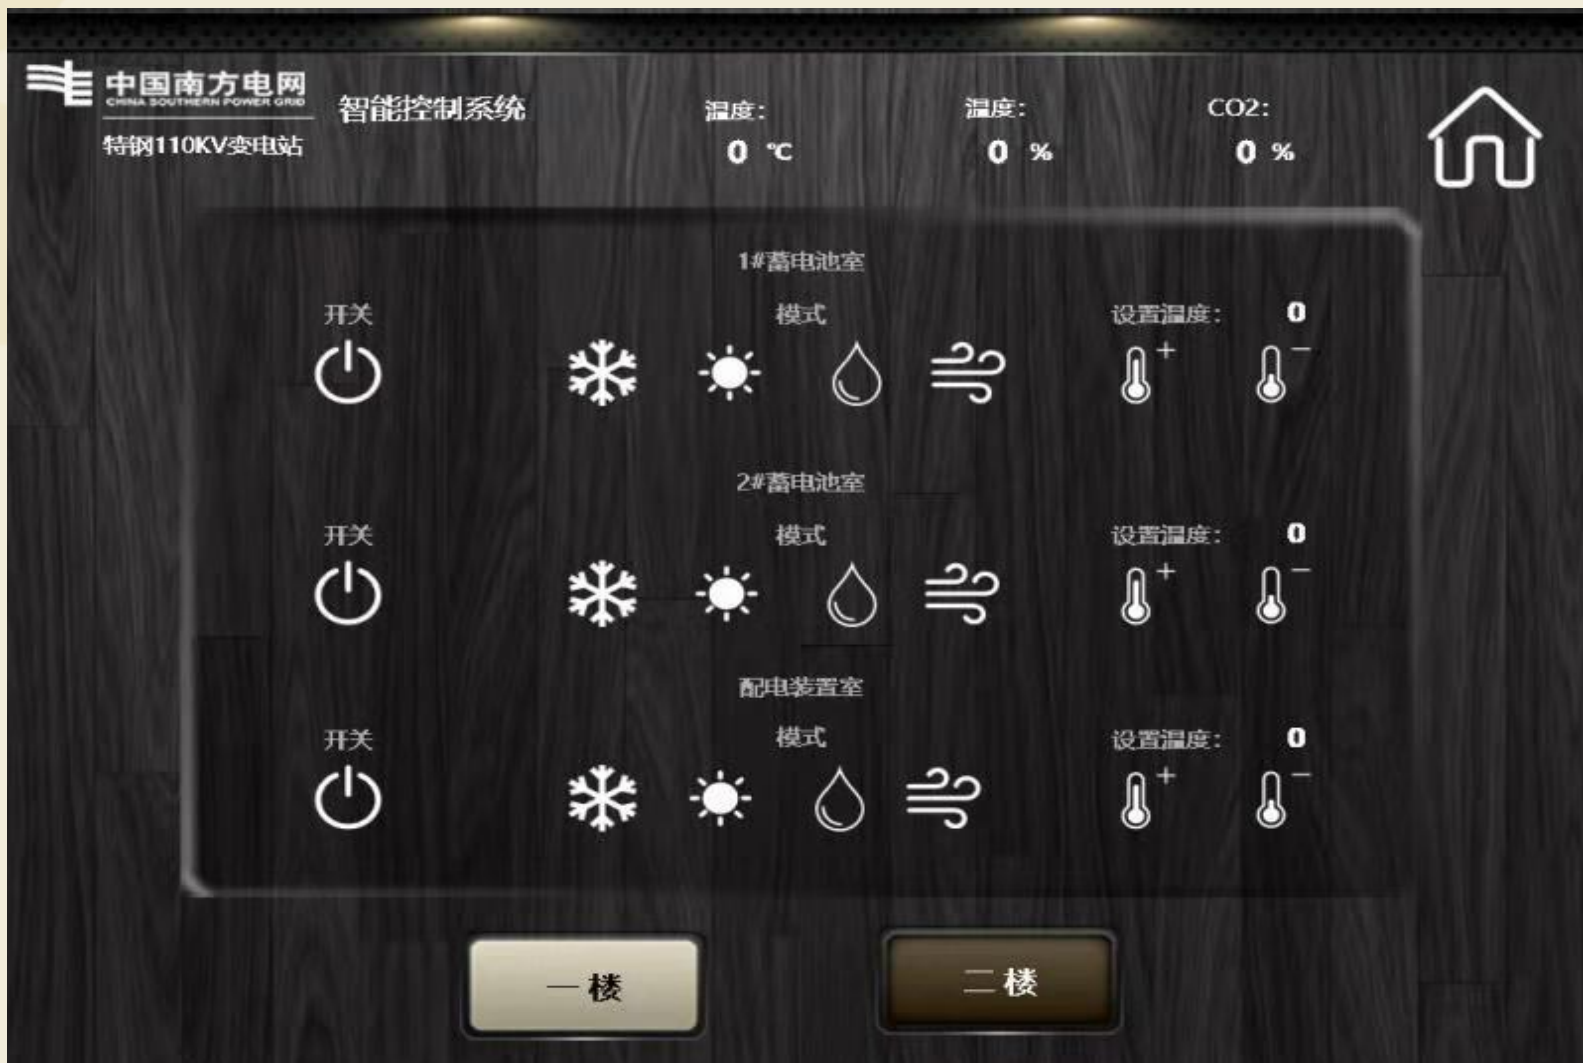 中国南方电网
CHINA SOUTHERN POWER GRID
特钢110KV变电站
智能控制系统
温度：
0 ℃
温度：
0 %
CO2：
0 %
1#蓄电池室
开关
模式
设置温度： 0
+ −
2#蓄电池室
开关
模式
设置温度： 0
+ −
配电装置室
开关
模式
设置温度： 0
+ −
一楼
二楼